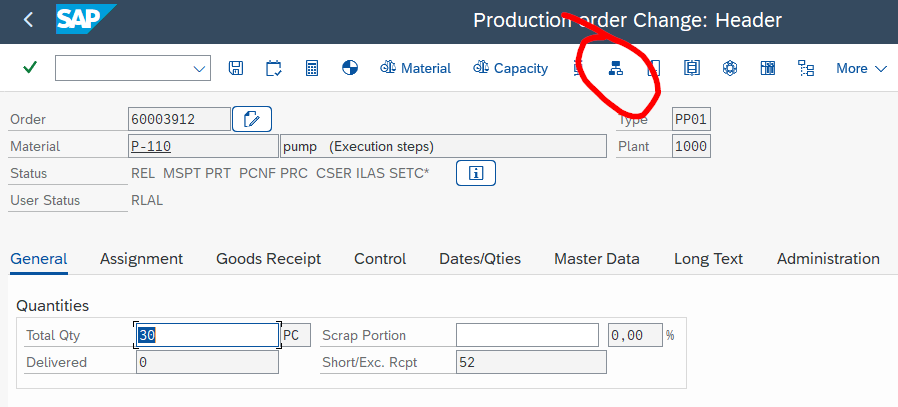 SAP Production order Change: Header
Material Capacity More
Order 60003912 Type PP01
Material P-110 pump (Execution steps) Plant 1000
Status REL MSPT PRT PCNF PRC CSER ILAS SETC*
User Status RLAL
General Assignment Goods Receipt Control Dates/Qties Master Data Long Text Administration
Quantities
Total Qty 30 PC Scrap Portion 0,00 %
Delivered 0 Short/Exc. Rcpt 52